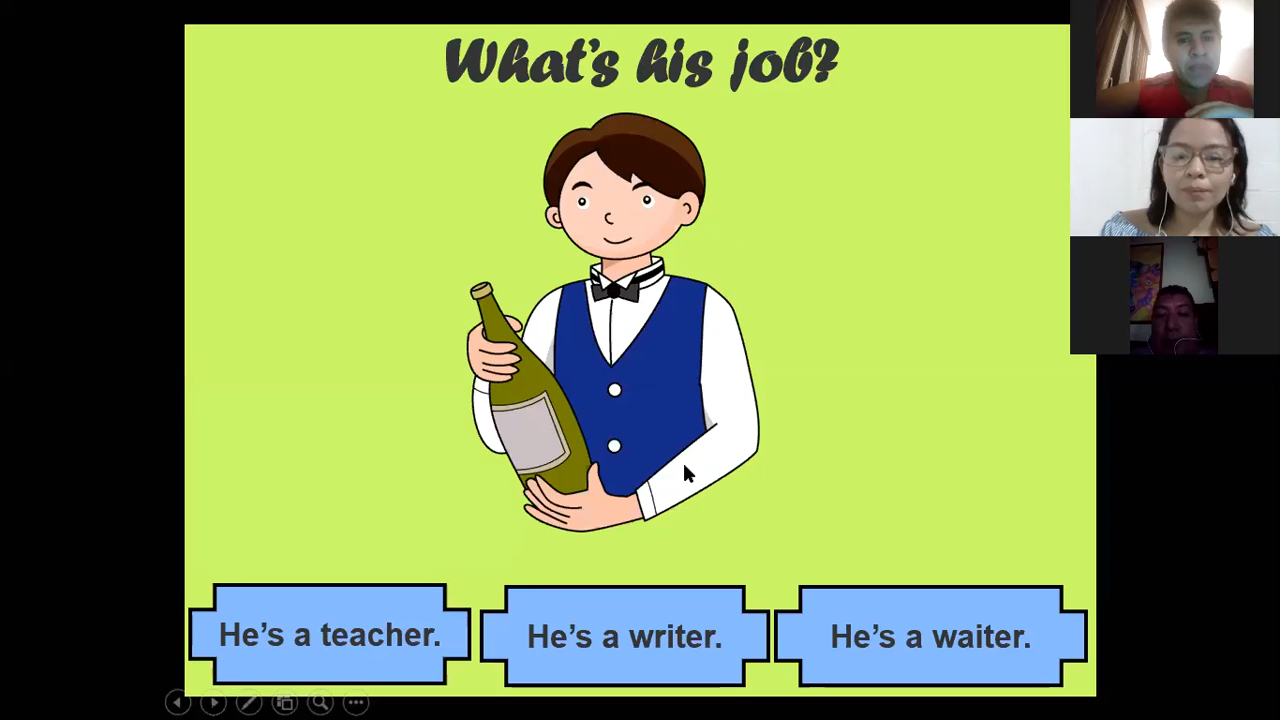 What's his job?
He's a teacher.
He's a writer.
He's a waiter.